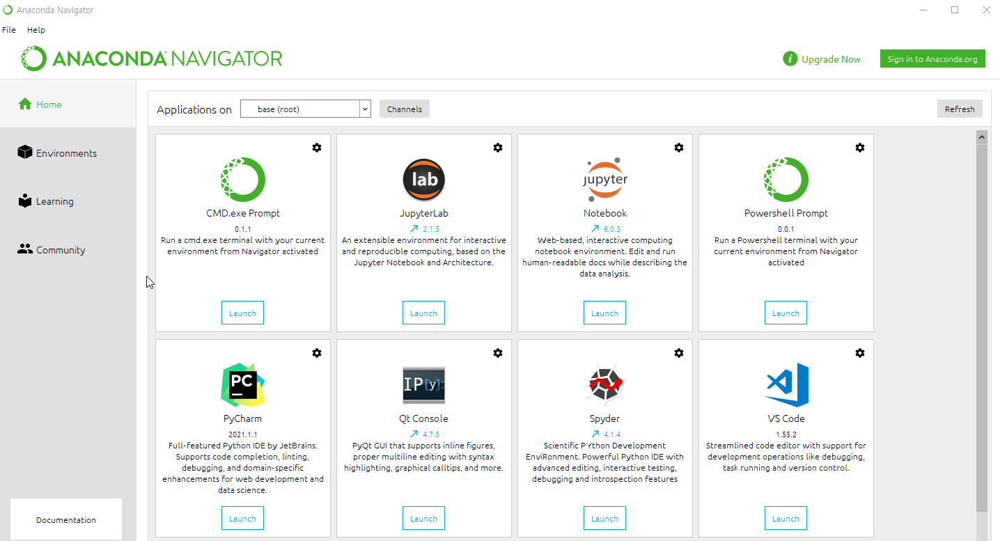 Anaconda Navigator
File Help
ANACONDA NAVIGATOR
i Upgrade Now
Sign in to Anaconda.org
Home
Environments
Learning
Community
Documentation
Applications on base (root) Channels Refresh
CMD.exe Prompt
0.1.1
Run a cmd.exe terminal with your current
environment from Navigator activated
Launch
lab
JupyterLab
2.1.5
An extensible environment for interactive
and reproducible computing, based on the
Jupyter Notebook and Architecture.
Launch
jupyter
Notebook
6.0.3
Web-based, interactive computing
notebook environment. Edit and run
human-readable docs while describing the
data analysis.
Launch
Powershell Prompt
0.0.1
Run a Powershell terminal with your
current environment from Navigator
activated
Launch
PC
PyCharm
2021.1.1
Full-featured Python IDE by JetBrains.
Supports code completion, linting,
debugging, and domain-specific
enhancements for web development and
data science.
Launch
IP[y]:
Qt Console
4.7.5
PyQt GUI that supports inline figures,
proper multiline editing with syntax
highlighting, graphical calltips, and more.
Launch
Spyder
4.1.4
Scientific PYthon Development
EnviRonment. Powerful Python IDE with
advanced editing, interactive testing,
debugging and introspection features
Launch
VS Code
1.55.2
Streamlined code editor with support for
development operations like debugging,
task running and version control.
Launch